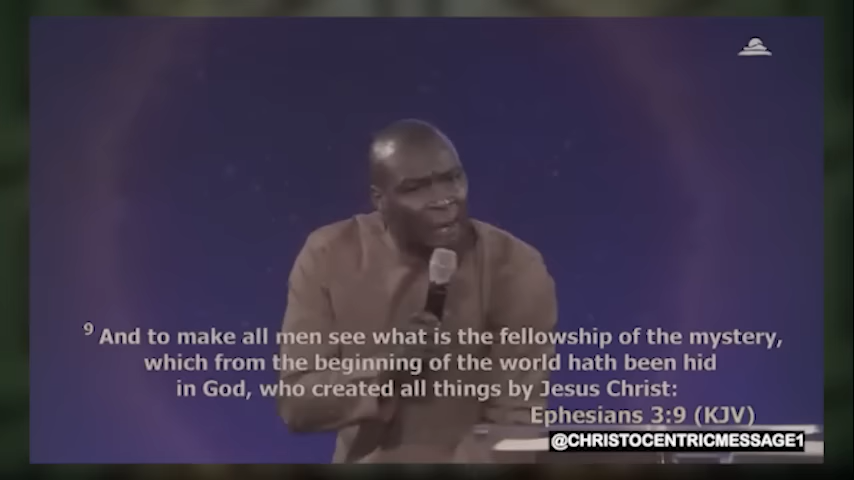 9 And to make all men see what is the fellowship of the mystery,
which from the beginning of the world hath been hid
in God, who created all things by Jesus Christ:
Ephesians 3:9 (KJV)
@CHRISTOCENTRICMESSAGE1